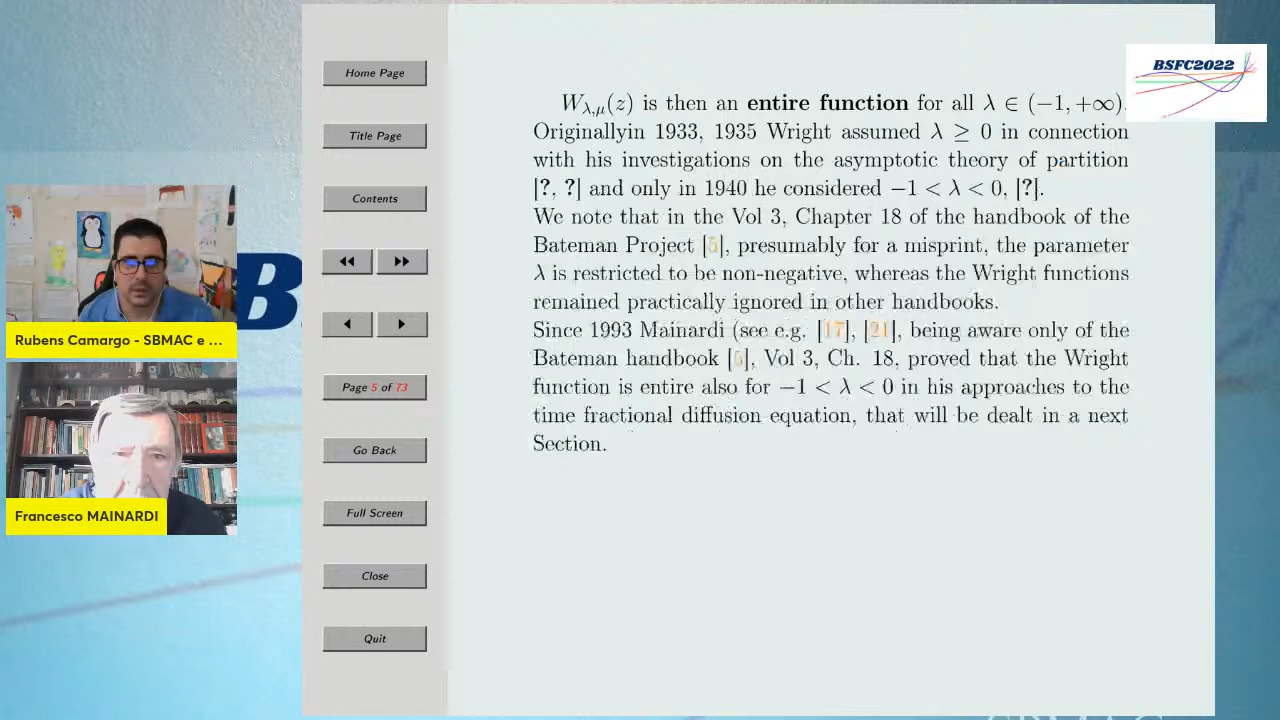 Home Page
Title Page
Contents
Page 5 of 73
Go Back
Full Screen
Close
Quit
W_{λ,μ}(z) is then an entire function for all λ ∈ (−1, +∞).
Originallyin 1933, 1935 Wright assumed λ ≥ 0 in connection
with his investigations on the asymptotic theory of partition
[?, ?] and only in 1940 he considered −1 < λ < 0, [?].
We note that in the Vol 3, Chapter 18 of the handbook of the
Bateman Project [5], presumably for a misprint, the parameter
λ is restricted to be non-negative, whereas the Wright functions
remained practically ignored in other handbooks.
Since 1993 Mainardi (see e.g. [17], [21], being aware only of the
Bateman handbook [5], Vol 3, Ch. 18, proved that the Wright
function is entire also for −1 < λ < 0 in his approaches to the
time fractional diffusion equation, that will be dealt in a next
Section.
BSFC2022
Rubens Camargo - SBMAC e ...
Francesco MAINARDI
B